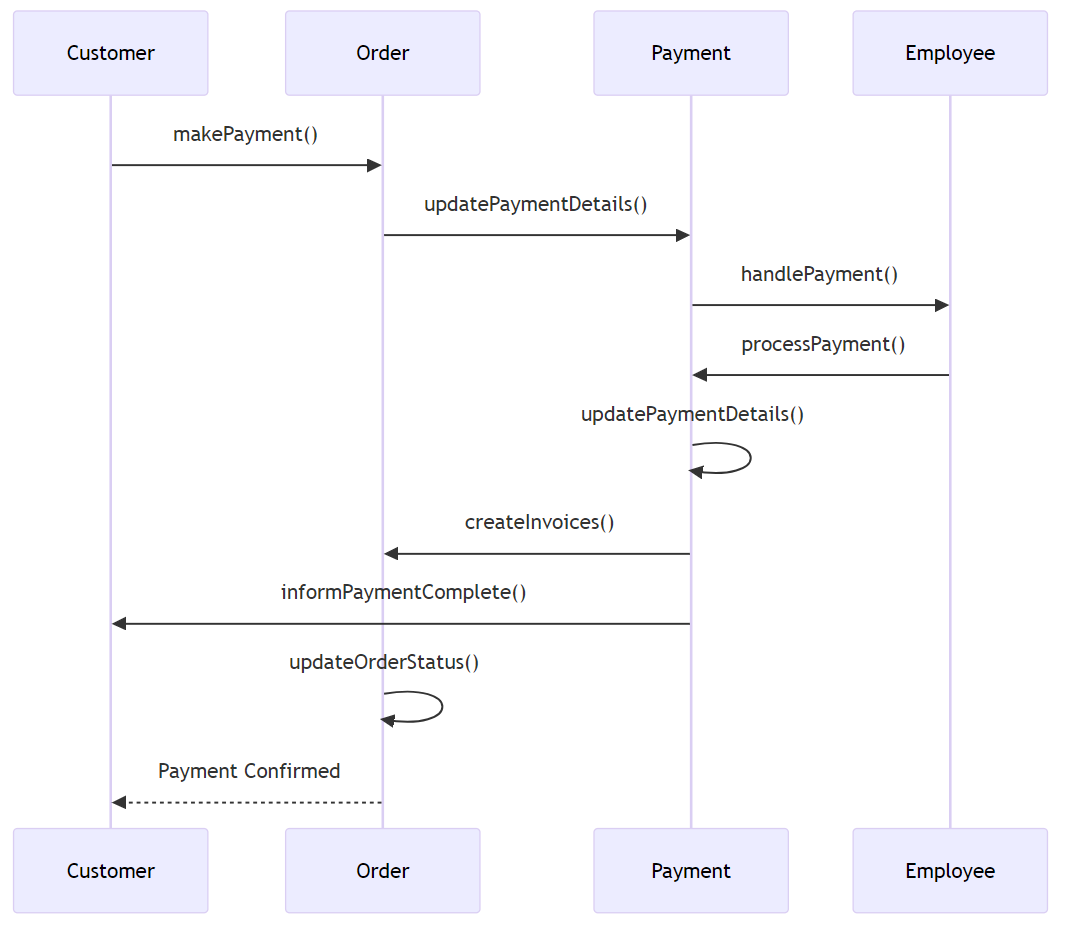 Customer
Order
Payment
Employee
makePayment()
updatePaymentDetails()
handlePayment()
processPayment()
updatePaymentDetails()
createInvoices()
informPaymentComplete()
updateOrderStatus()
Payment Confirmed
Customer
Order
Payment
Employee